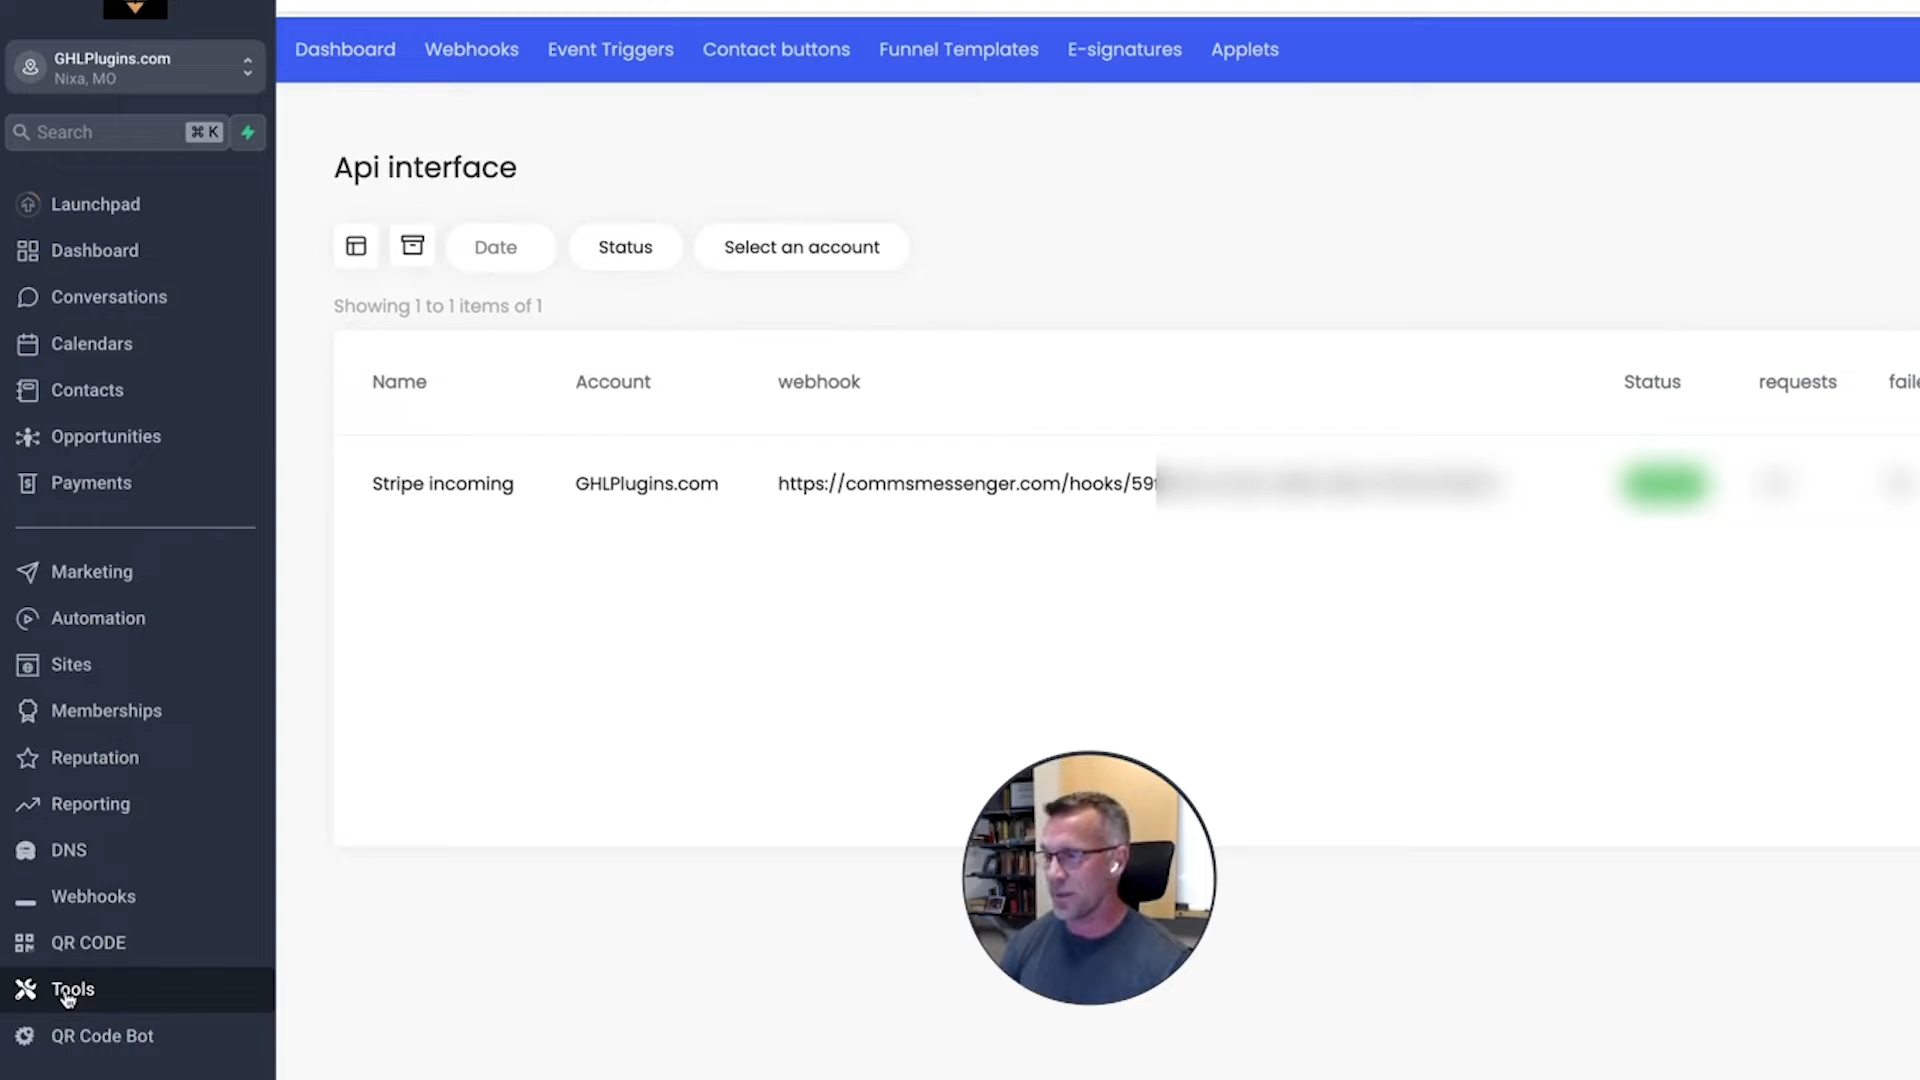 GHLPlugins.com
Nixa, MO
Search ⌘ K
Launchpad
Dashboard
Conversations
Calendars
Contacts
Opportunities
Payments
Marketing
Automation
Sites
Memberships
Reputation
Reporting
DNS
Webhooks
QR CODE
Tools
QR Code Bot
Dashboard Webhooks Event Triggers Contact buttons Funnel Templates E-signatures Applets
Api interface
Date Status Select an account
Showing 1 to 1 items of 1
Name Account webhook Status requests
Stripe incoming GHLPlugins.com https://commsmessenger.com/hooks/59